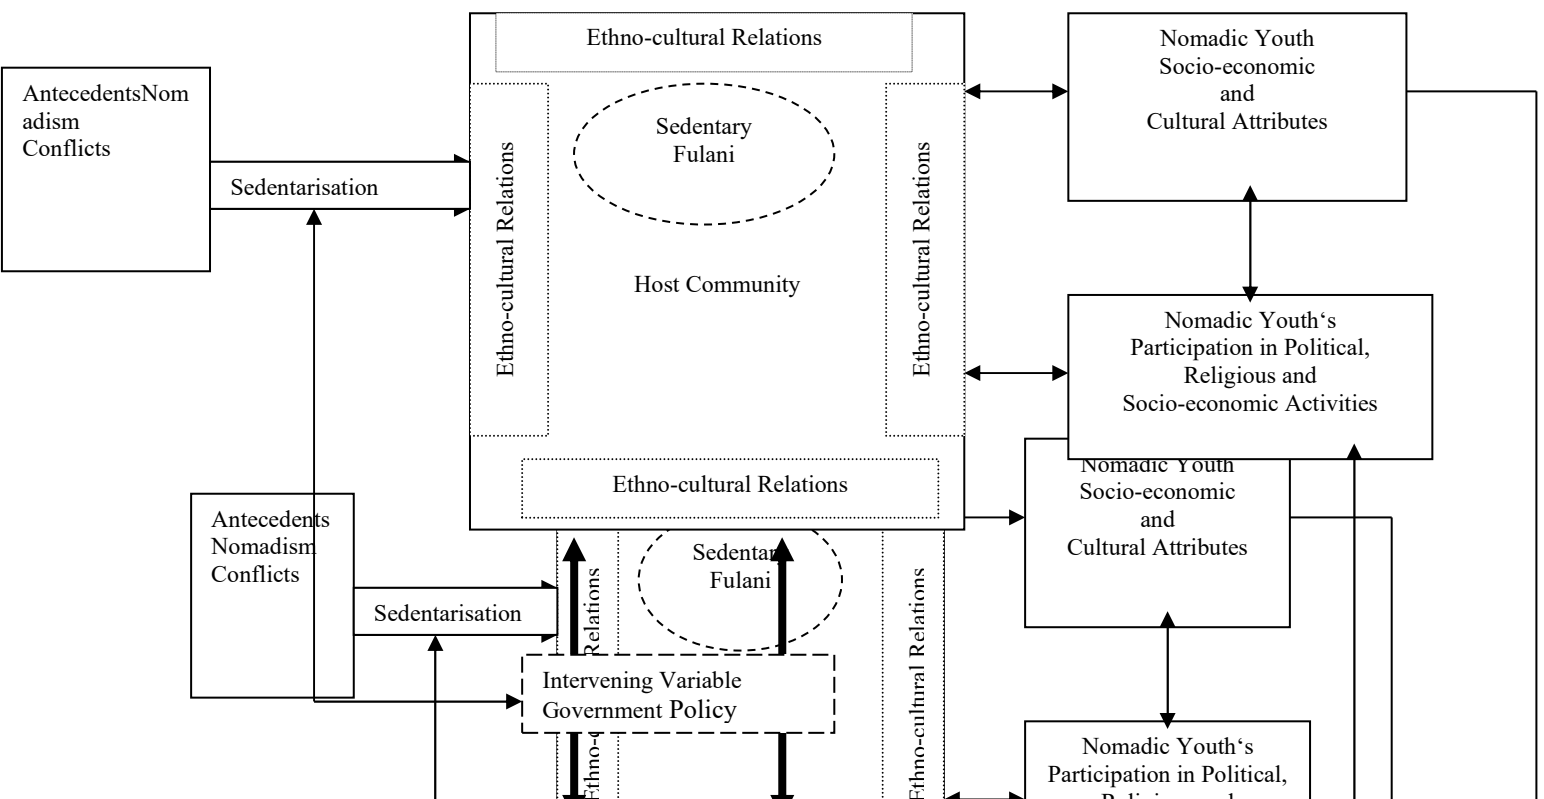 Ethno-cultural Relations
AntecedentsNom
adism
Conflicts
Sedentarisation
Ethno-cultural Relations
Sedentary
Fulani
Host Community
Ethno-cultural Relations
Nomadic Youth
Socio-economic
and
Cultural Attributes
Nomadic Youth‘s
Participation in Political,
Religious and
Socio-economic Activities
Ethno-cultural Relations
Antecedents
Nomadism
Conflicts
Sedentarisation
Relations
Sedentary
Fulani
Ethno-cultural Relations
Nomadic Youth
Socio-economic
and
Cultural Attributes
Intervening Variable
Government Policy
Nomadic Youth‘s
Participation in Political,